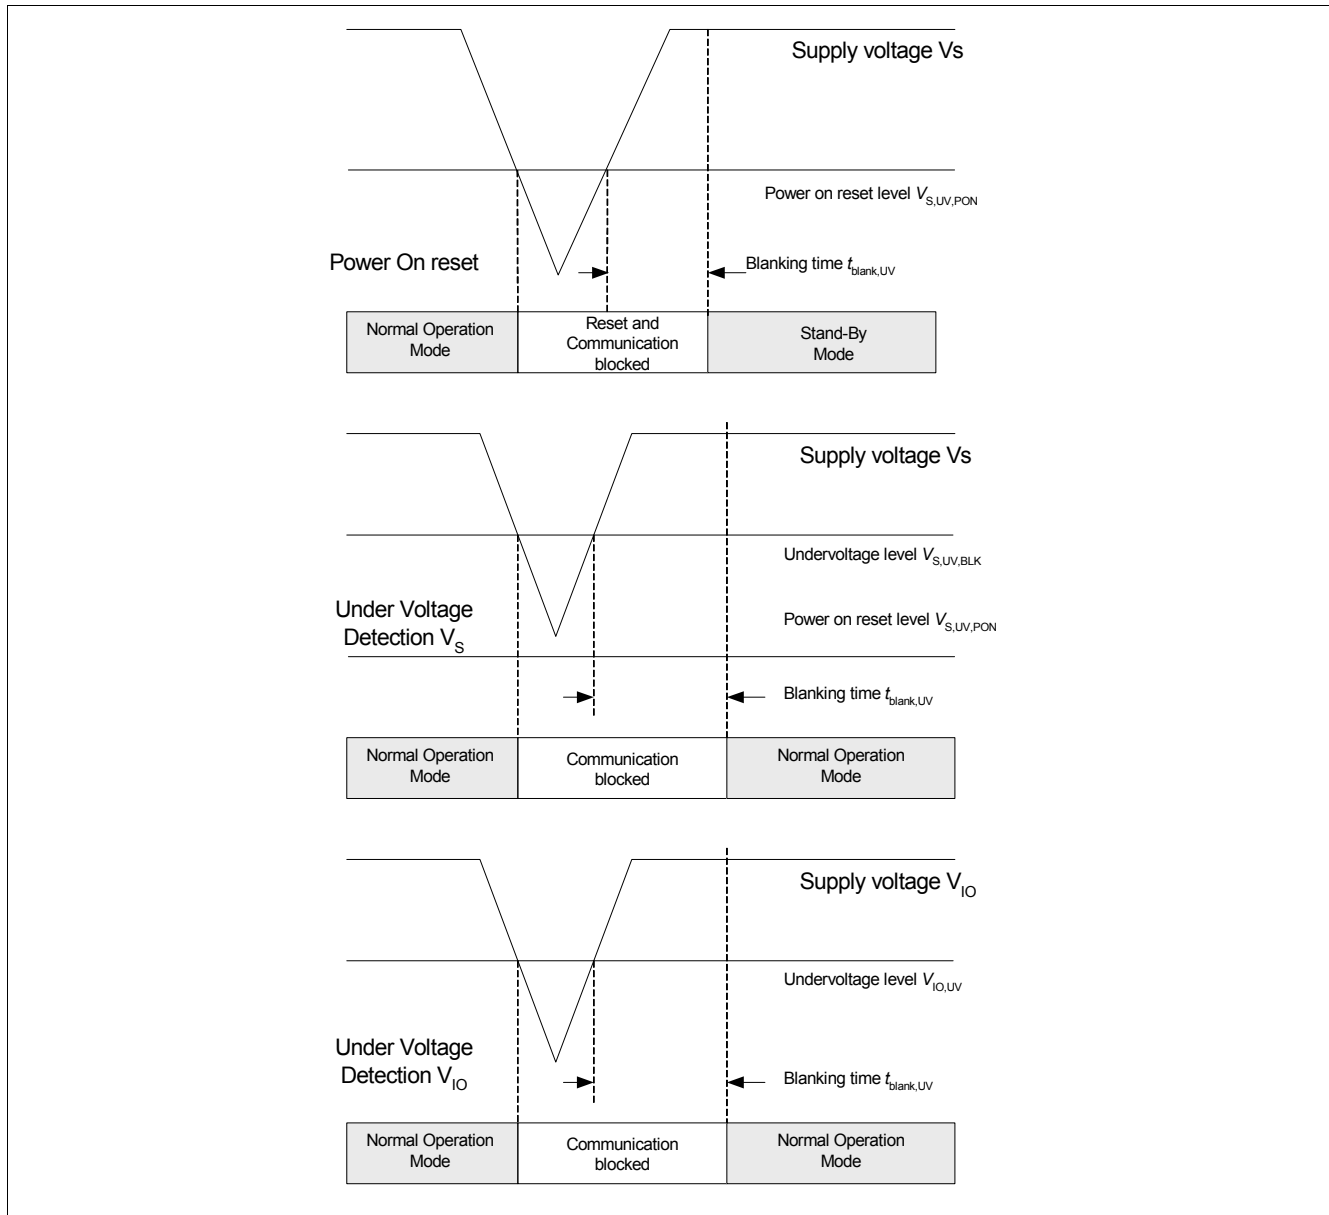 Supply voltage Vs
Power on reset level VS,UV,PON
Power On reset
Blanking time tblank,UV
Normal Operation
Mode
Reset and
Communication
blocked
Stand-By
Mode
Supply voltage Vs
Undervoltage level VS,UV,BLK
Under Voltage
Detection VS
Power on reset level VS,UV,PON
Blanking time tblank,UV
Normal Operation
Mode
Communication
blocked
Normal Operation
Mode
Supply voltage VIO
Undervoltage level VIO,UV
Under Voltage
Detection VIO
Blanking time tblank,UV
Normal Operation
Mode
Communication
blocked
Normal Operation
Mode